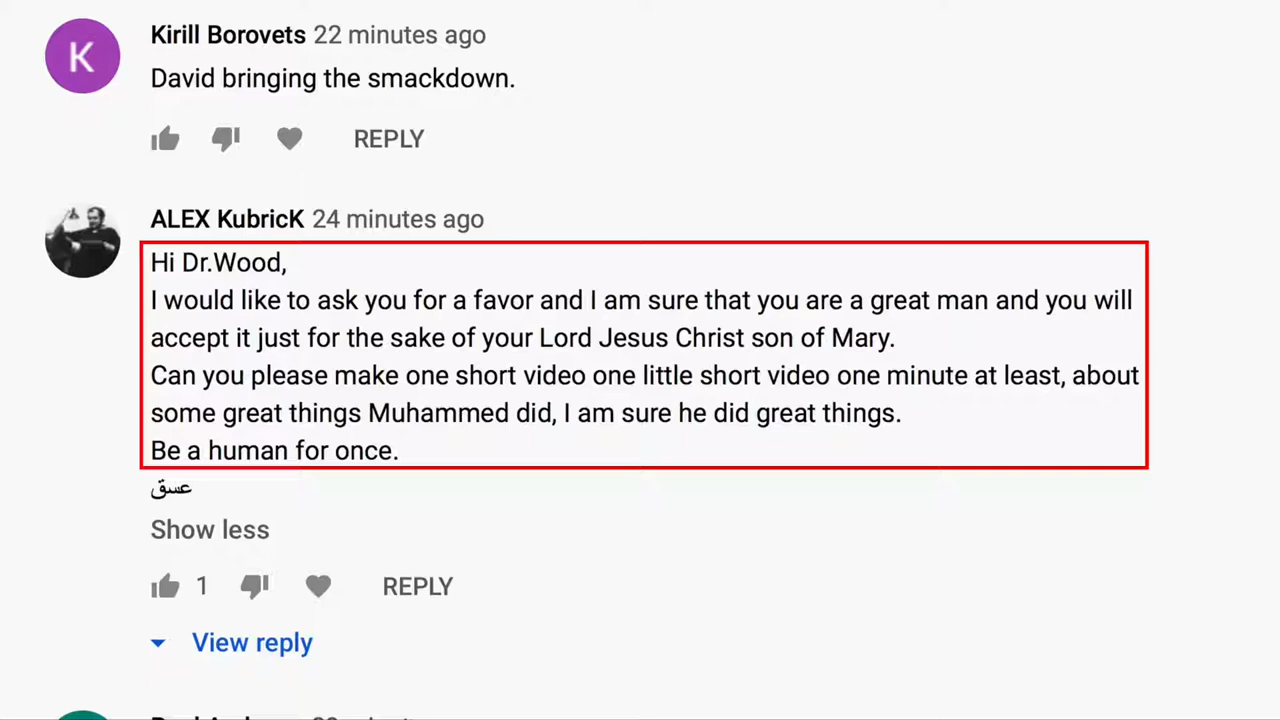 K
Kirill Borovets 22 minutes ago
David bringing the smackdown.
REPLY
ALEX KubricK 24 minutes ago
Hi Dr.Wood,
I would like to ask you for a favor and I am sure that you are a great man and you will
accept it just for the sake of your Lord Jesus Christ son of Mary.
Can you please make one short video one little short video one minute at least, about
some great things Muhammed did, I am sure he did great things.
Be a human for once.
عسق
Show less
1 REPLY
View reply